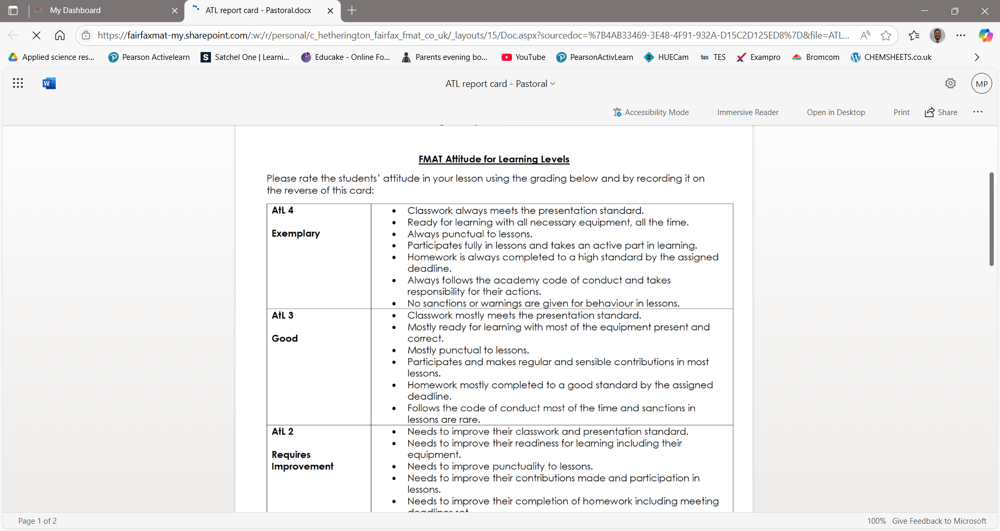 My Dashboard
ATL report card - Pastoral.docx
https://fairfaxmat-my.sharepoint.com/:w:/r/personal/c_hetherington_fairfax_fmat_co_uk/_layouts/15/Doc.aspx?sourcedoc=%7B4AB33469-3E48-4F91-932A-D15C2D125ED8%7D&file=ATL...
Applied science res... Pearson Activelearn Satchel One | Learni... Educake - Online Fo... Parents evening bo... YouTube PearsonActivLearn HUECam tes TES Exampro Bromcom CHEMSHEETS.co.uk
ATL report card - Pastoral
MP
Accessibility Mode Immersive Reader Open in Desktop Print Share
FMAT Attitude for Learning Levels
Please rate the students' attitude in your lesson using the grading below and by recording it on
the reverse of this card:
AtL 4
Exemplary
• Classwork always meets the presentation standard.
• Ready for learning with all necessary equipment, all the time.
• Always punctual to lessons.
• Participates fully in lessons and takes an active part in learning.
• Homework is always completed to a high standard by the assigned
deadline.
• Always follows the academy code of conduct and takes
responsibility for their actions.
• No sanctions or warnings are given for behaviour in lessons.
AtL 3
Good
• Classwork mostly meets the presentation standard.
• Mostly ready for learning with most of the equipment present and
correct.
• Mostly punctual to lessons.
• Participates and makes regular and sensible contributions in most
lessons.
• Homework mostly completed to a good standard by the assigned
deadline.
• Follows the code of conduct most of the time and sanctions in
lessons are rare.
AtL 2
Requires
Improvement
• Needs to improve their classwork and presentation standard.
• Needs to improve their readiness for learning including their
equipment.
• Needs to improve punctuality to lessons.
• Needs to improve their contributions made and participation in
lessons.
• Needs to improve their completion of homework including meeting
deadlines set.
Page 1 of 2
100% Give Feedback to Microsoft